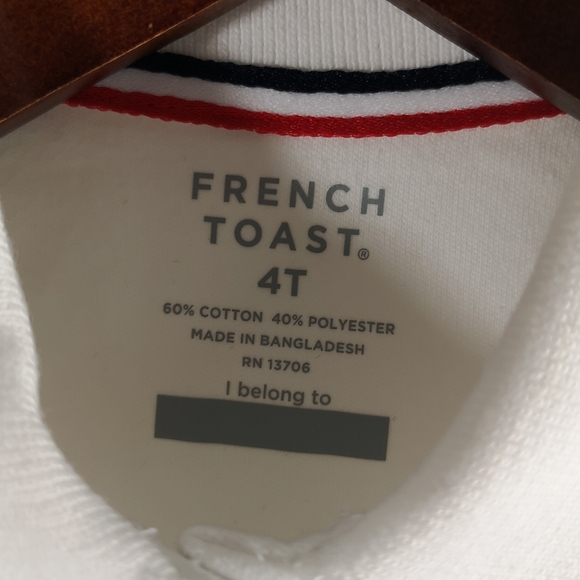 FRENCH
TOAST®
4T
60% COTTON 40% POLYESTER
MADE IN BANGLADESH
RN 13706
I belong to